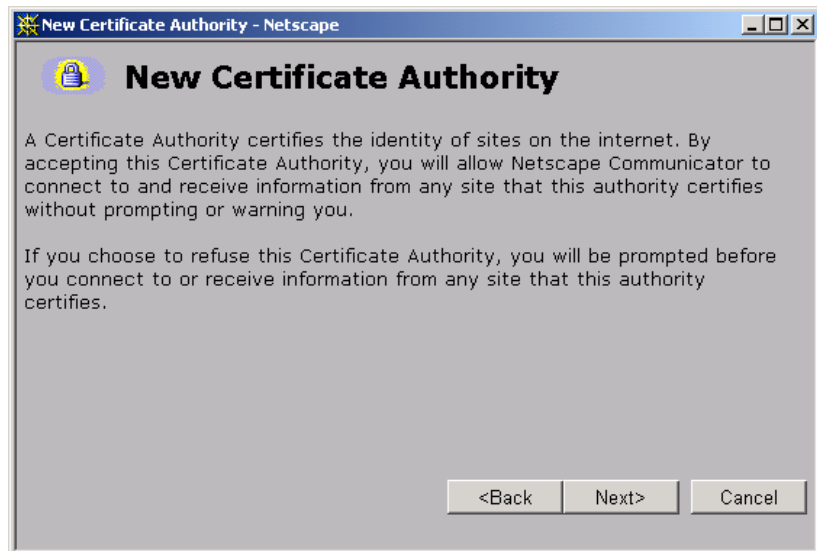 New Certificate Authority - Netscape
New Certificate Authority
A Certificate Authority certifies the identity of sites on the internet. By
accepting this Certificate Authority, you will allow Netscape Communicator to
connect to and receive information from any site that this authority certifies
without prompting or warning you.
If you choose to refuse this Certificate Authority, you will be prompted before
you connect to or receive information from any site that this authority
certifies.
<Back Next> Cancel